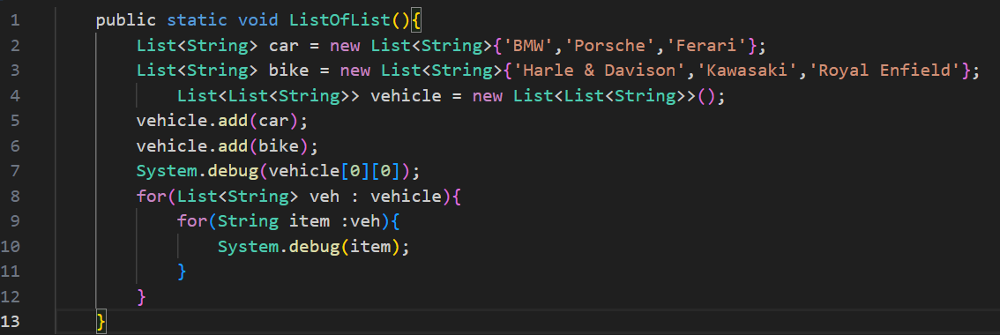 1 public static void ListOfList(){
2 List<String> car = new List<String>{'BMW','Porsche','Ferari'};
3 List<String> bike = new List<String>{'Harle & Davison','Kawasaki','Royal Enfield'};
4 List<List<String>> vehicle = new List<List<String>>();
5 vehicle.add(car);
6 vehicle.add(bike);
7 System.debug(vehicle[0][0]);
8 for(List<String> veh : vehicle){
9 for(String item :veh){
10 System.debug(item);
11 }
12 }
13 }